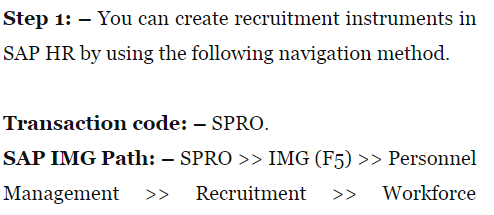 Step 1: – You can create recruitment instruments in
SAP HR by using the following navigation method.
Transaction code: – SPRO.
SAP IMG Path: – SPRO >> IMG (F5) >> Personnel
Management >> Recruitment >> Workforce